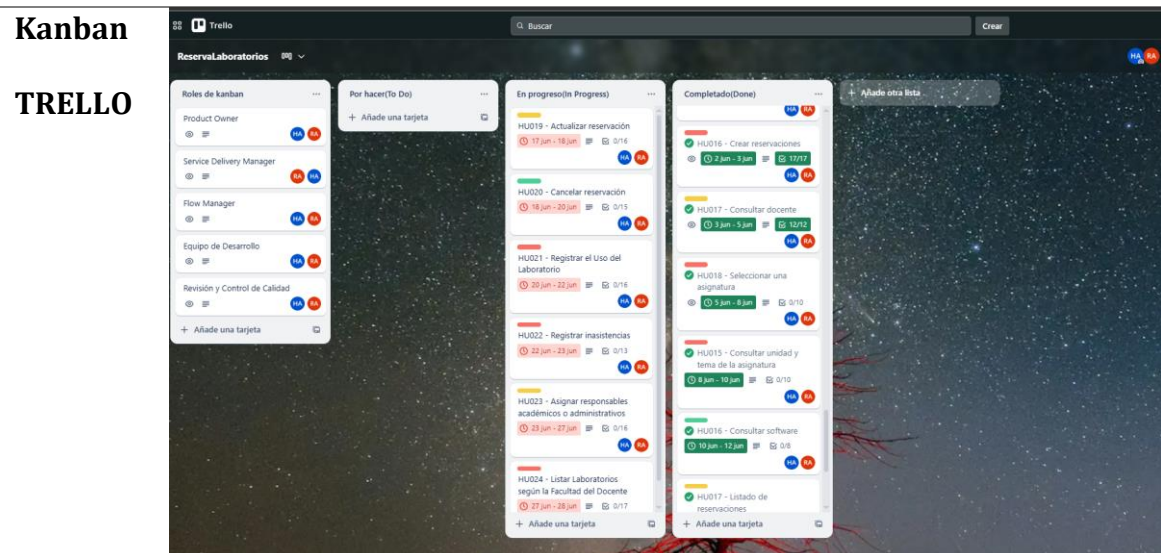 Kanban
TRELLO
Trello
Buscar
Crear
ReservaLaboratorios
HA RA
Roles de kanban
Product Owner
HA RA
Service Delivery Manager
RA HA
Flow Manager
HA RA
Equipo de Desarrollo
HA RA
Revisión y Control de Calidad
HA RA
+ Añade una tarjeta
Por hacer(To Do)
+ Añade una tarjeta
En progreso(In Progress)
HU019 - Actualizar reservación
17 jun - 18 jun 0/16
HA RA
HU020 - Cancelar reservación
18 jun - 20 jun 0/15
HA RA
HU021 - Registrar el Uso del
Laboratorio
20 jun - 22 jun 0/16
HA RA
HU022 - Registrar inasistencias
22 jun - 23 jun 0/13
HA RA
HU023 - Asignar responsables
académicos o administrativos
23 jun - 27 jun 0/16
HA RA
HU024 - Listar Laboratorios
según la Facultad del Docente
27 jun - 28 jun 0/17
+ Añade una tarjeta
Completado(Done)
HA RA
HU016 - Crear reservaciones
2 jun - 3 jun 17/17
HA RA
HU017 - Consultar docente
3 jun - 5 jun 12/12
HA RA
HU018 - Seleccionar una
asignatura
5 jun - 8 jun 0/10
HA RA
HU015 - Consultar unidad y
tema de la asignatura
8 jun - 10 jun 0/10
HA RA
HU016 - Consultar software
10 jun - 12 jun 0/8
HA RA
HU017 - Listado de
reservaciones
+ Añade una tarjeta
+ Añade otra lista